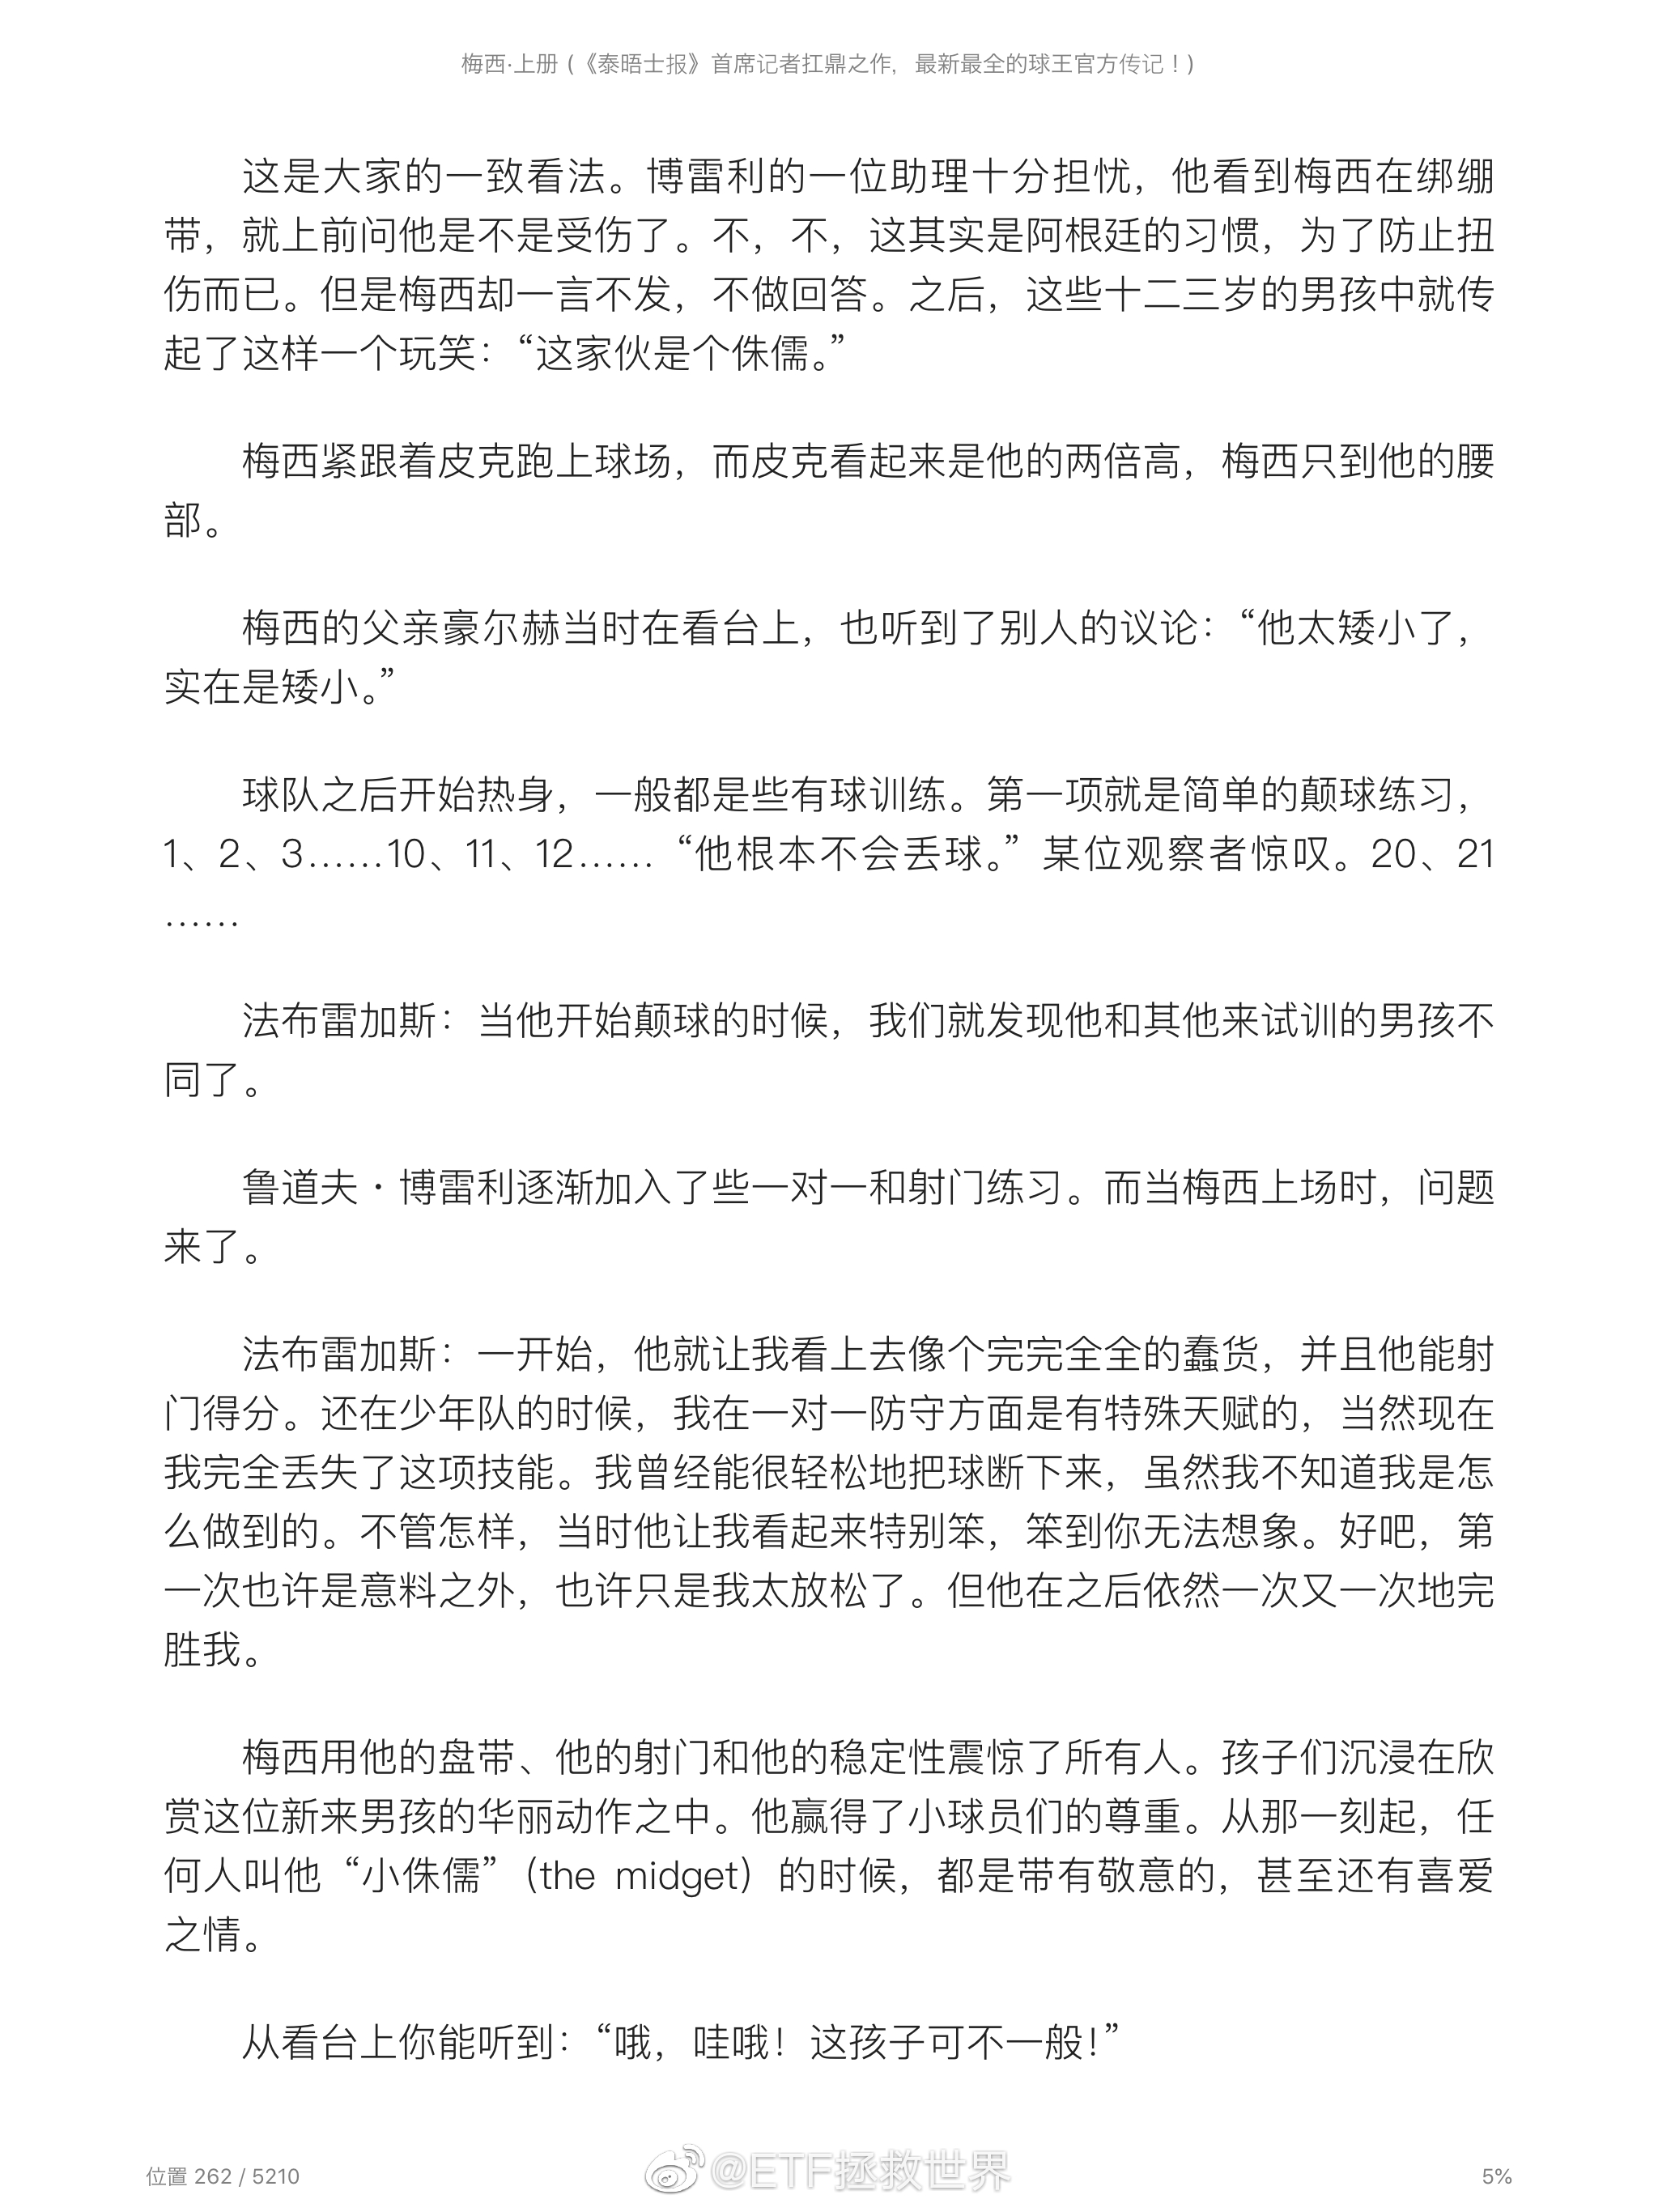 梅西·上册 (《泰晤士报》首席记者扛鼎之作，最新最全的球王官方传记！)
这是大家的一致看法。博雷利的一位助理十分担忧，他看到梅西在绑绷
带，就上前问他是不是受伤了。不，不，这其实是阿根廷的习惯，为了防止扭
伤而已。但是梅西却一言不发，不做回答。之后，这些十二三岁的男孩中就传
起了这样一个玩笑：“这家伙是个侏儒。”
梅西紧跟着皮克跑上球场，而皮克看起来是他的两倍高，梅西只到他的腰
部。
梅西的父亲豪尔赫当时在看台上，也听到了别人的议论：“他太矮小了，
实在是矮小。”
球队之后开始热身，一般都是些有球训练。第一项就是简单的颠球练习，
1、2、3……10、11、12……“他根本不会丢球。”某位观察者惊叹。20、21
……
法布雷加斯：当他开始颠球的时候，我们就发现他和其他来试训的男孩不
同了。
鲁道夫·博雷利逐渐加入了些一对一和射门练习。而当梅西上场时，问题
来了。
法布雷加斯：一开始，他就让我看上去像个完完全全的蠢货，并且他能射
门得分。还在少年队的时候，我在一对一防守方面是有特殊天赋的，当然现在
我完全丢失了这项技能。我曾经能很轻松地把球断下来，虽然我不知道我是怎
么做到的。不管怎样，当时他让我看起来特别笨，笨到你无法想象。好吧，第
一次也许是意料之外，也许只是我太放松了。但他在之后依然一次又一次地完
胜我。
梅西用他的盘带、他的射门和他的稳定性震惊了所有人。孩子们沉浸在欣
赏这位新来男孩的华丽动作之中。他赢得了小球员们的尊重。从那一刻起，任
何人叫他“小侏儒”（the midget）的时候，都是带有敬意的，甚至还有喜爱
之情。
从看台上你能听到：“哦，哇哦！这孩子可不一般！”
位置 262 / 5210
@ETF拯救世界
5%